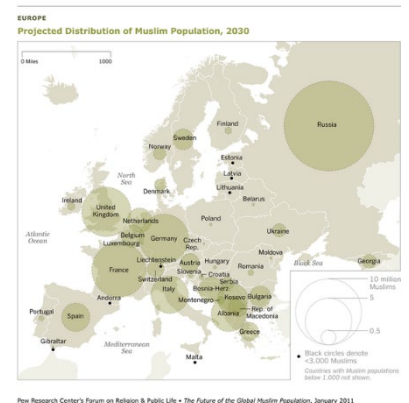 EUROPE
Projected Distribution of Muslim Population, 2030
0 Miles 1000
Finland
Russia
Sweden
Norway
Estonia
Latvia
Lithuania
North
Sea
Denmark
Belarus
Ireland
United
Kingdom
Netherlands
Poland
Atlantic
Ocean
Belgium
Luxembourg
Germany
Czech
Rep.
Ukraine
Liechtenstein
Austria
Hungary
Moldova
France
Switzerland
Slovenia
Croatia
Romania
Black Sea
Georgia
Italy
Bosnia-Herz.
Serbia
Andorra
Montenegro
Kosovo
Bulgaria
Portugal
Spain
Albania
Rep. of
Macedonia
Greece
Gibraltar
Mediterranean
Sea
Malta
10 million
Muslims
5
0.5
Black circles denote
<3,000 Muslims
Countries with Muslim populations
below 1,000 not shown.
Pew Research Center's Forum on Religion & Public Life • The Future of the Global Muslim Population, January 2011